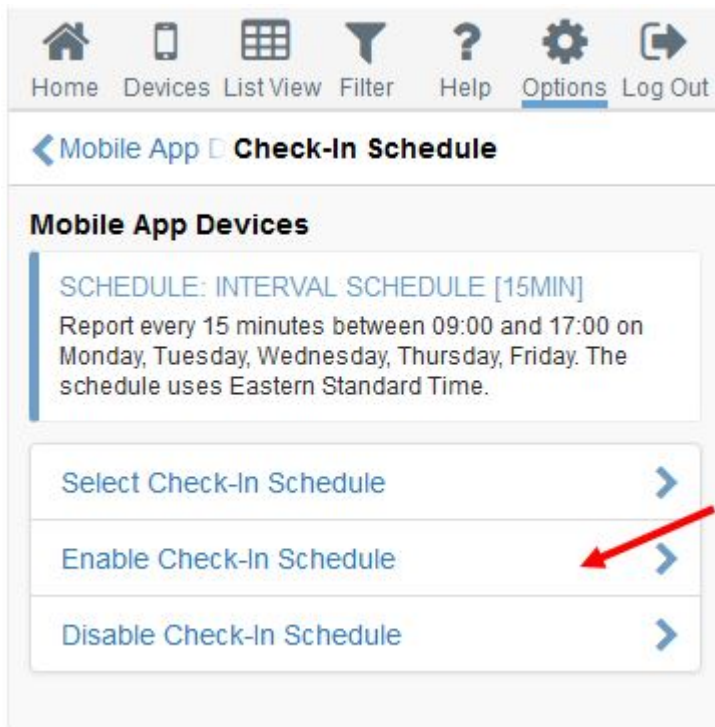 Home Devices List View Filter Help Options Log Out
Mobile App D Check-In Schedule
Mobile App Devices
SCHEDULE: INTERVAL SCHEDULE [15MIN]
Report every 15 minutes between 09:00 and 17:00 on
Monday, Tuesday, Wednesday, Thursday, Friday. The
schedule uses Eastern Standard Time.
Select Check-In Schedule
Enable Check-In Schedule
Disable Check-In Schedule